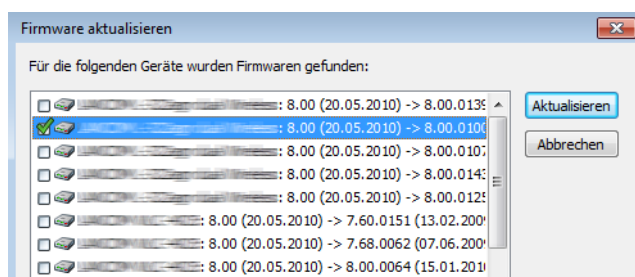 Firmware aktualisieren
Für die folgenden Geräte wurden Firmwaren gefunden:
: 8.00 (20.05.2010) -> 8.00.0139
Aktualisieren
: 8.00 (20.05.2010) -> 8.00.0100
: 8.00 (20.05.2010) -> 8.00.0107
Abbrechen
: 8.00 (20.05.2010) -> 8.00.0143
: 8.00 (20.05.2010) -> 8.00.0125
: 8.00 (20.05.2010) -> 7.60.0151 (13.02.200
: 8.00 (20.05.2010) -> 7.68.0062 (07.06.200
: 8.00 (20.05.2010) -> 8.00.0064 (15.01.201